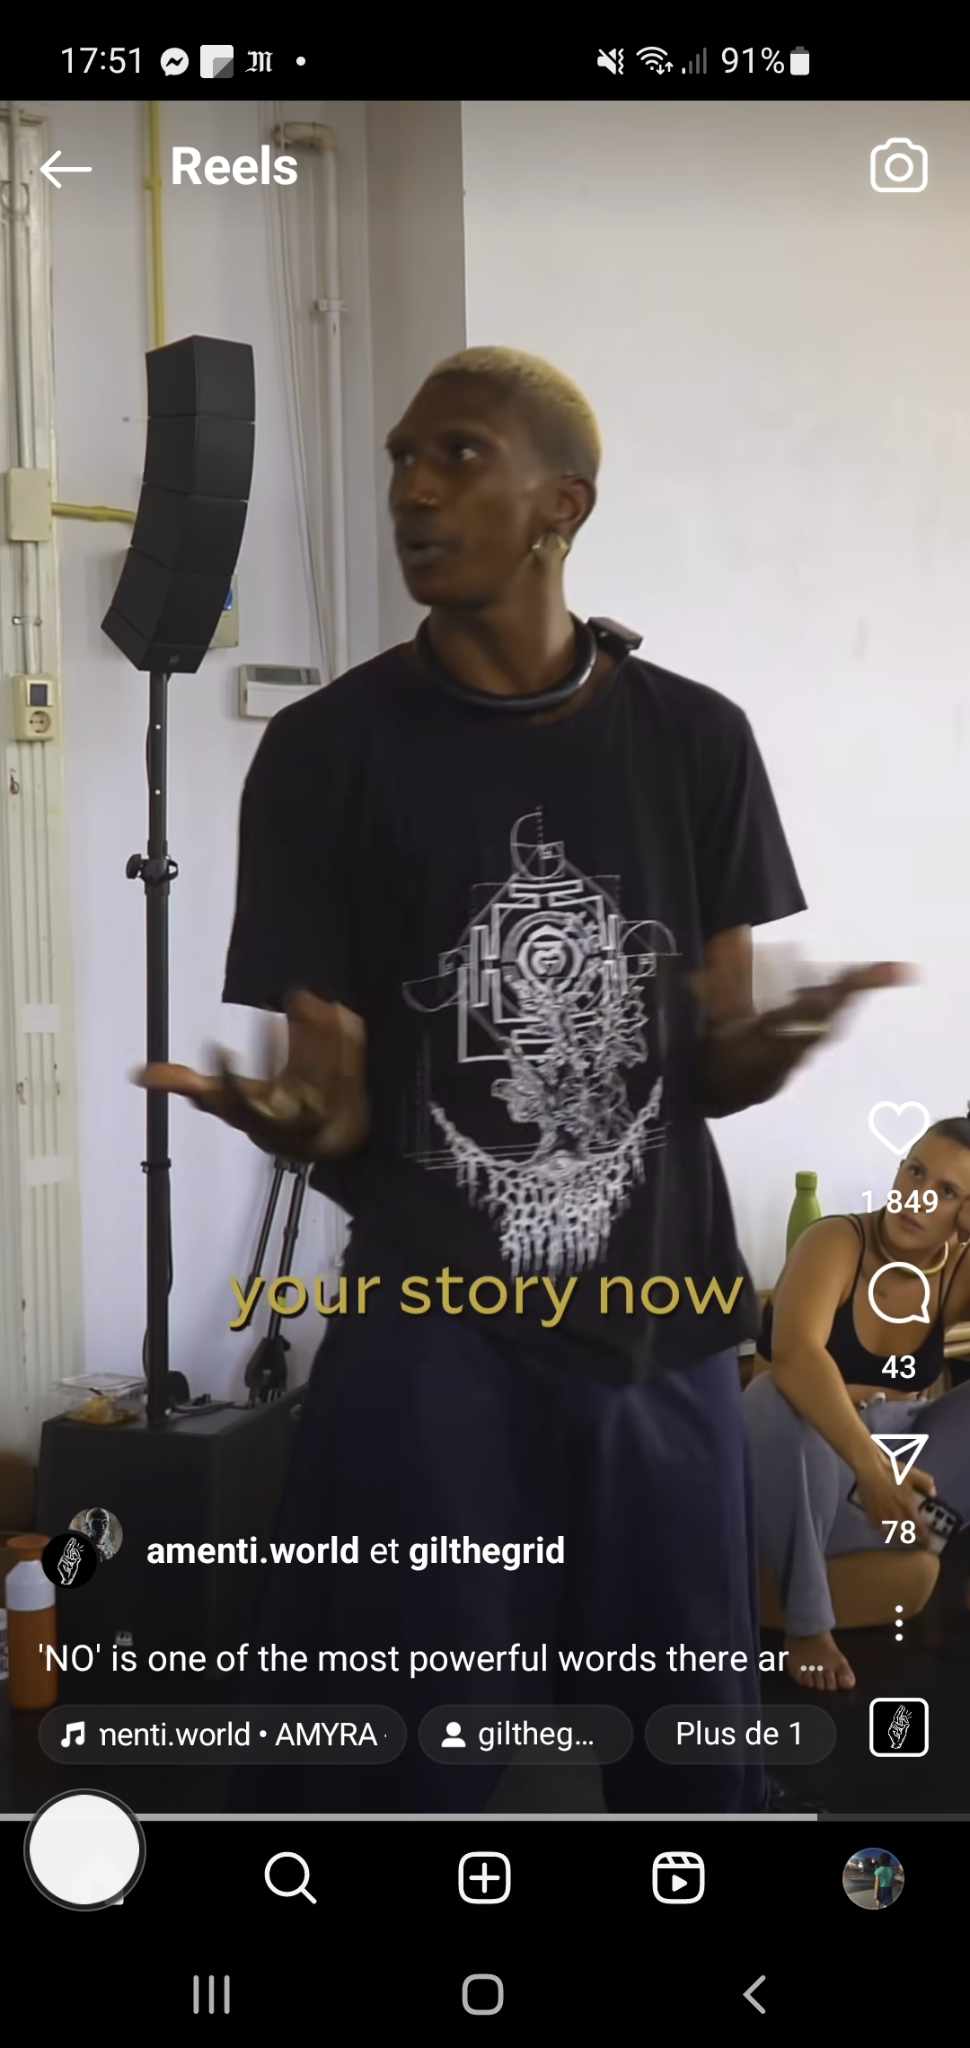 17:51
91%
Reels
your story now
1 849
43
78
amenti.world et gilthegrid
'NO' is one of the most powerful words there ar ...
nenti.world • AMYRA ·
giltheg...
Plus de 1